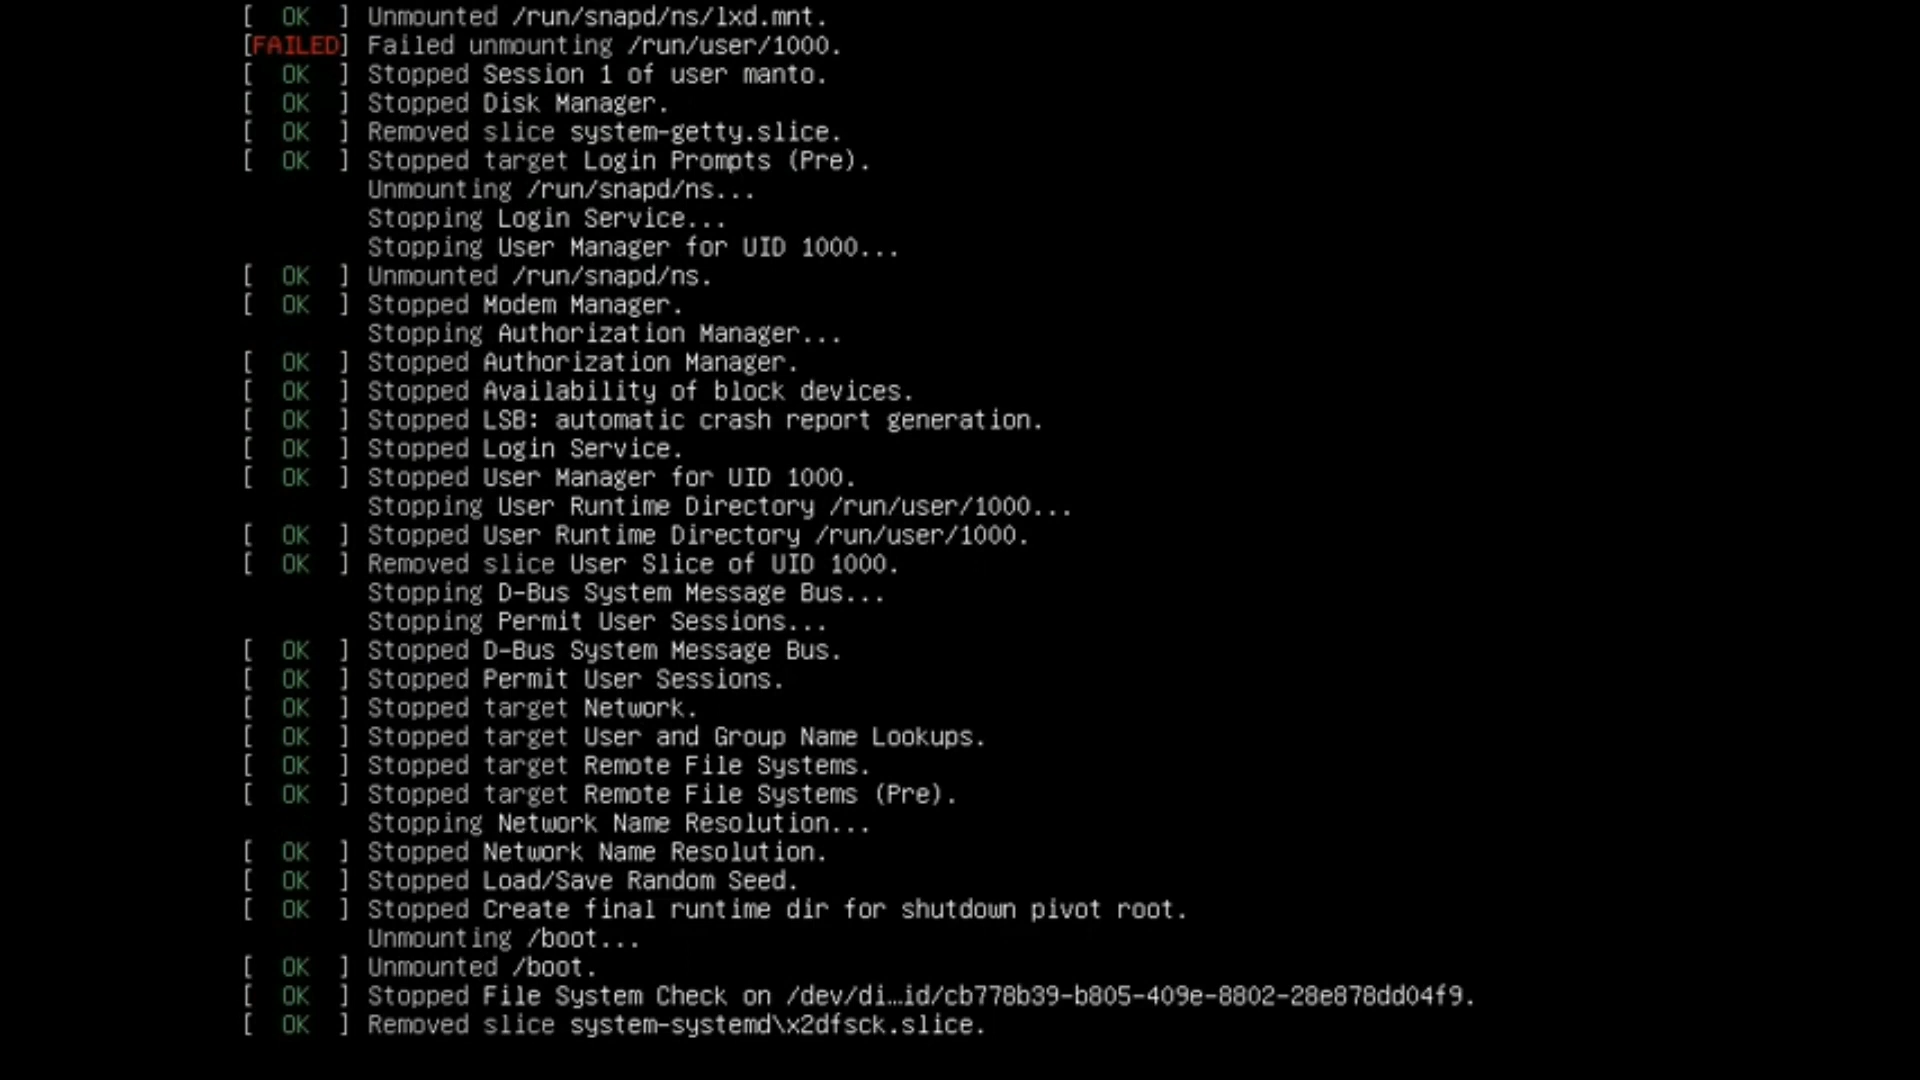 [  OK  ] Unmounted /run/snapd/ns/lxd.mnt.
[FAILED] Failed unmounting /run/user/1000.
[  OK  ] Stopped Session 1 of user manto.
[  OK  ] Stopped Disk Manager.
[  OK  ] Removed slice system-getty.slice.
[  OK  ] Stopped target Login Prompts (Pre).
Unmounting /run/snapd/ns...
Stopping Login Service...
Stopping User Manager for UID 1000...
[  OK  ] Unmounted /run/snapd/ns.
[  OK  ] Stopped Modem Manager.
Stopping Authorization Manager...
[  OK  ] Stopped Authorization Manager.
[  OK  ] Stopped Availability of block devices.
[  OK  ] Stopped LSB: automatic crash report generation.
[  OK  ] Stopped Login Service.
[  OK  ] Stopped User Manager for UID 1000.
Stopping User Runtime Directory /run/user/1000...
[  OK  ] Stopped User Runtime Directory /run/user/1000.
[  OK  ] Removed slice User Slice of UID 1000.
Stopping D-Bus System Message Bus...
Stopping Permit User Sessions...
[  OK  ] Stopped D-Bus System Message Bus.
[  OK  ] Stopped Permit User Sessions.
[  OK  ] Stopped target Network.
[  OK  ] Stopped target User and Group Name Lookups.
[  OK  ] Stopped target Remote File Systems.
[  OK  ] Stopped target Remote File Systems (Pre).
Stopping Network Name Resolution...
[  OK  ] Stopped Network Name Resolution.
[  OK  ] Stopped Load/Save Random Seed.
[  OK  ] Stopped Create final runtime dir for shutdown pivot root.
Unmounting /boot...
[  OK  ] Unmounted /boot.
[  OK  ] Stopped File System Check on /dev/di…id/cb778b39-b805-409e-8802-28e878dd04f9.
[  OK  ] Removed slice system-systemd\x2dfsck.slice.